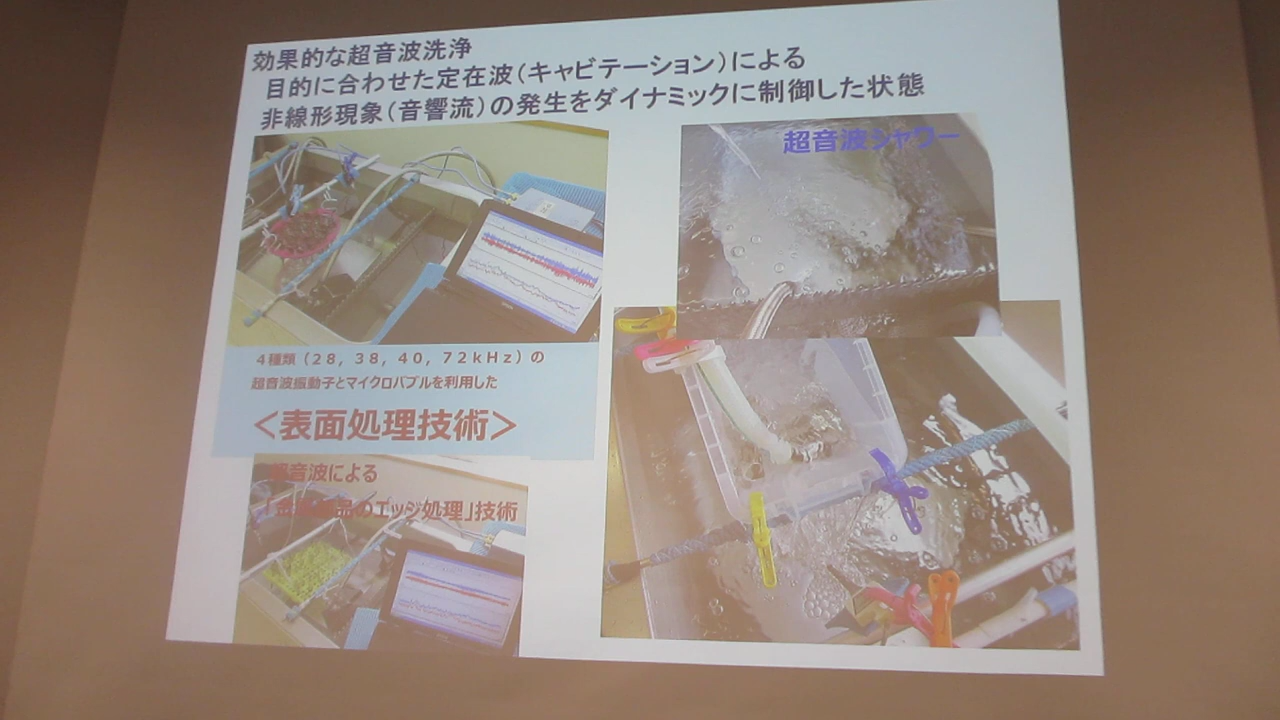 効果的な超音波洗浄
目的に合わせた定在波(キャビテーション)による
非線形現象(音響流)の発生をダイナミックに制御した状態
超音波シャワー
4種類(28, 38, 40, 72kHz)の
超音波振動子とマイクロバブルを利用した
<表面処理技術>
超音波による
のエッジ処理」技術